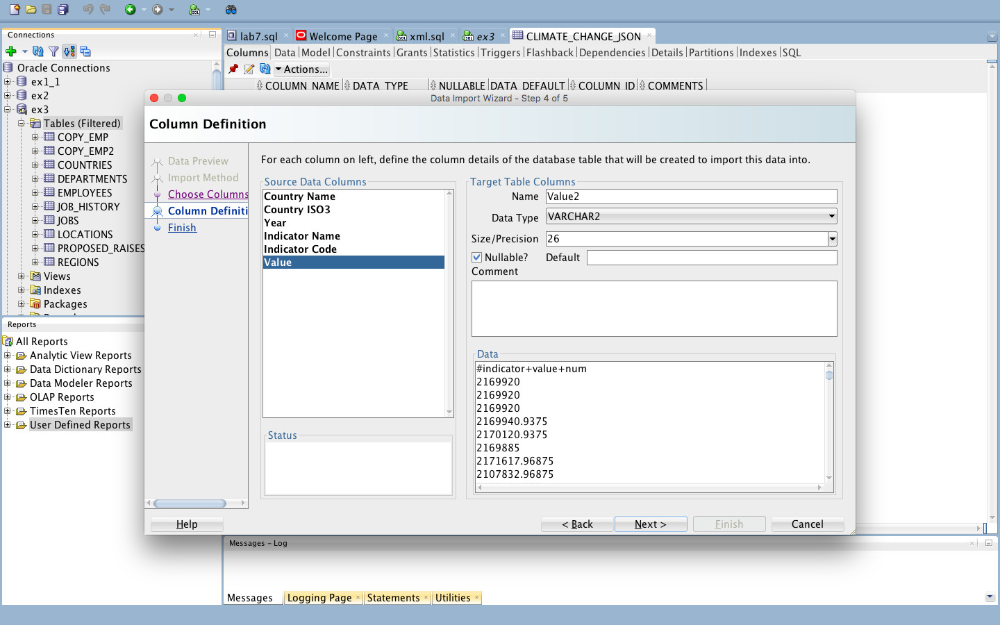 Connections
lab7.sql
Welcome Page
xml.sql
ex3
CLIMATE_CHANGE_JSON
Columns Data Model Constraints Grants Statistics Triggers Flashback Dependencies Details Partitions Indexes SQL
Actions...
COLUMN_NAME DATA_TYPE NULLABLE DATA_DEFAULT COLUMN_ID COMMENTS
Oracle Connections
ex1_1
ex2
ex3
Tables (Filtered)
COPY_EMP
COPY_EMP2
COUNTRIES
DEPARTMENTS
EMPLOYEES
JOB_HISTORY
JOBS
LOCATIONS
PROPOSED_RAISES
REGIONS
Views
Indexes
Packages
Reports
All Reports
Analytic View Reports
Data Dictionary Reports
Data Modeler Reports
OLAP Reports
TimesTen Reports
User Defined Reports
Data Import Wizard - Step 4 of 5
Column Definition
Data Preview
Import Method
Choose Columns
Column Definiti
Finish
For each column on left, define the column details of the database table that will be created to import this data into.
Source Data Columns
Country Name
Country ISO3
Year
Indicator Name
Indicator Code
Value
Status
Target Table Columns
Name Value2
Data Type VARCHAR2
Size/Precision 26
Nullable? Default
Comment
Data
#indicator+value+num
2169920
2169920
2169920
2169940.9375
2170120.9375
2169885
2171617.96875
2107832.96875
Help
< Back
Next >
Finish
Cancel
Messages - Log
Messages
Logging Page
Statements
Utilities